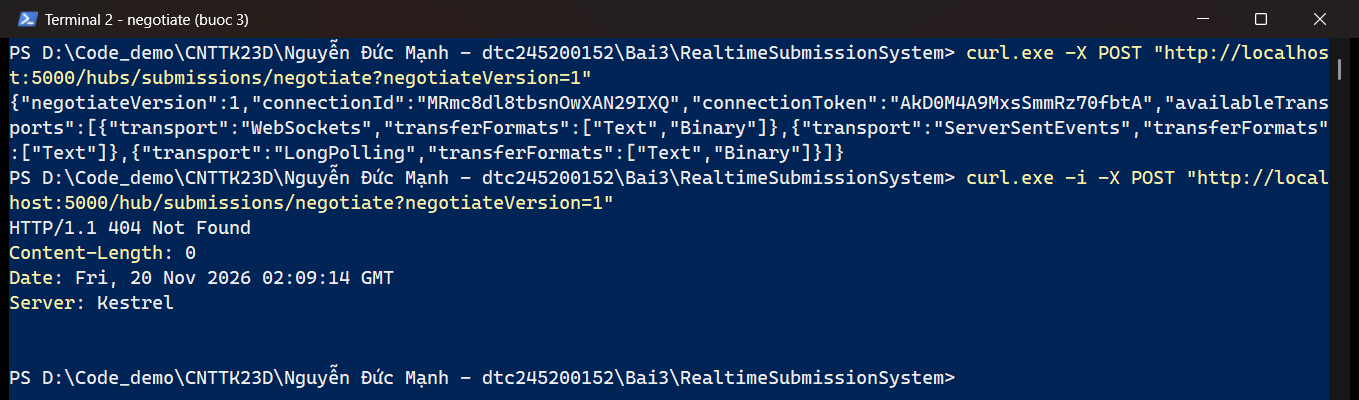 Terminal 2 - negotiate (buoc 3)
PS D:\Code_demo\CNTTK23D\Nguyễn Đức Mạnh - dtc245200152\Bai3\RealtimeSubmissionSystem> curl.exe -X POST "http://localhos
t:5000/hubs/submissions/negotiate?negotiateVersion=1"
{"negotiateVersion":1,"connectionId":"MRmc8dl8tbsnOwXAN29IXQ","connectionToken":"AkD0M4A9MxsSmmRz70fbtA","availableTrans
ports":[{"transport":"WebSockets","transferFormats":["Text","Binary"]},{"transport":"ServerSentEvents","transferFormats"
:["Text"]},{"transport":"LongPolling","transferFormats":["Text","Binary"]}]}
PS D:\Code_demo\CNTTK23D\Nguyễn Đức Mạnh - dtc245200152\Bai3\RealtimeSubmissionSystem> curl.exe -i -X POST "http://local
host:5000/hub/submissions/negotiate?negotiateVersion=1"
HTTP/1.1 404 Not Found
Content-Length: 0
Date: Fri, 20 Nov 2026 02:09:14 GMT
Server: Kestrel
PS D:\Code_demo\CNTTK23D\Nguyễn Đức Mạnh - dtc245200152\Bai3\RealtimeSubmissionSystem>